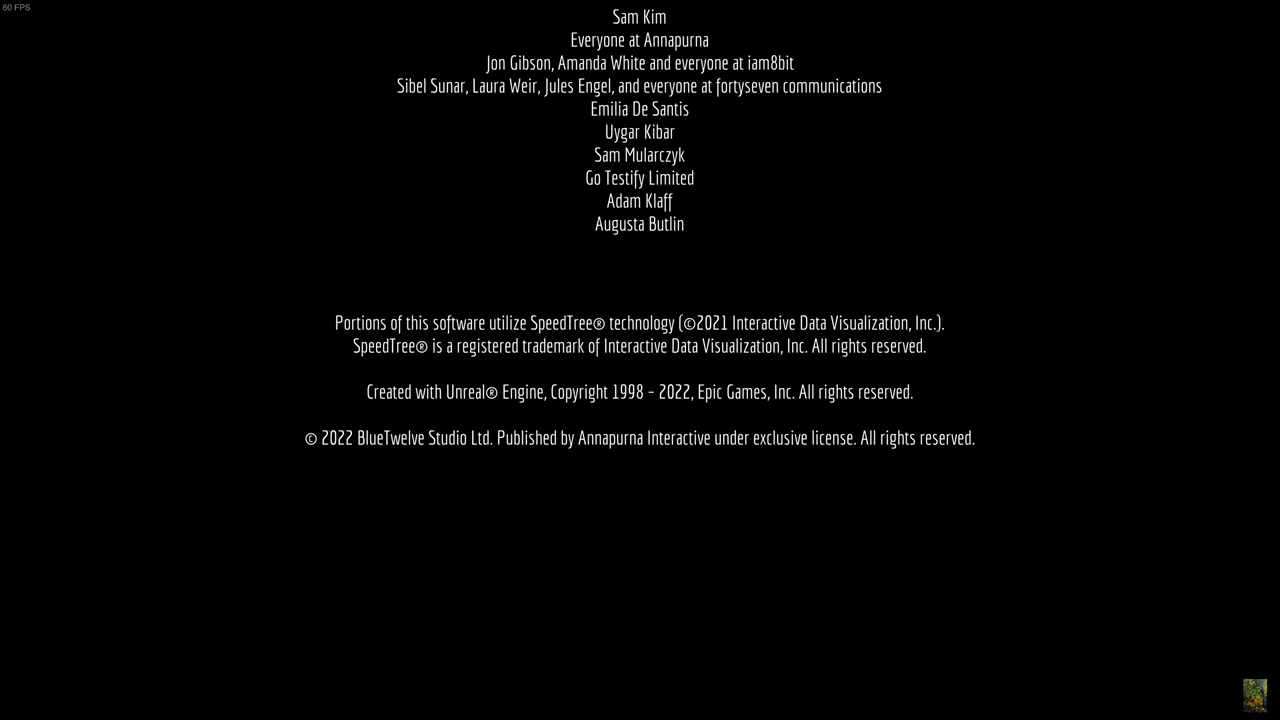 60 FPS
Sam Kim
Everyone at Annapurna
Jon Gibson, Amanda White and everyone at iam8bit
Sibel Sunar, Laura Weir, Jules Engel, and everyone at fortyseven communications
Emilia De Santis
Uygar Kibar
Sam Mularczyk
Go Testify Limited
Adam Klaff
Augusta Butlin
Portions of this software utilize SpeedTree® technology (©2021 Interactive Data Visualization, Inc.).
SpeedTree® is a registered trademark of Interactive Data Visualization, Inc. All rights reserved.
Created with Unreal® Engine, Copyright 1998 – 2022, Epic Games, Inc. All rights reserved.
© 2022 BlueTwelve Studio Ltd. Published by Annapurna Interactive under exclusive license. All rights reserved.